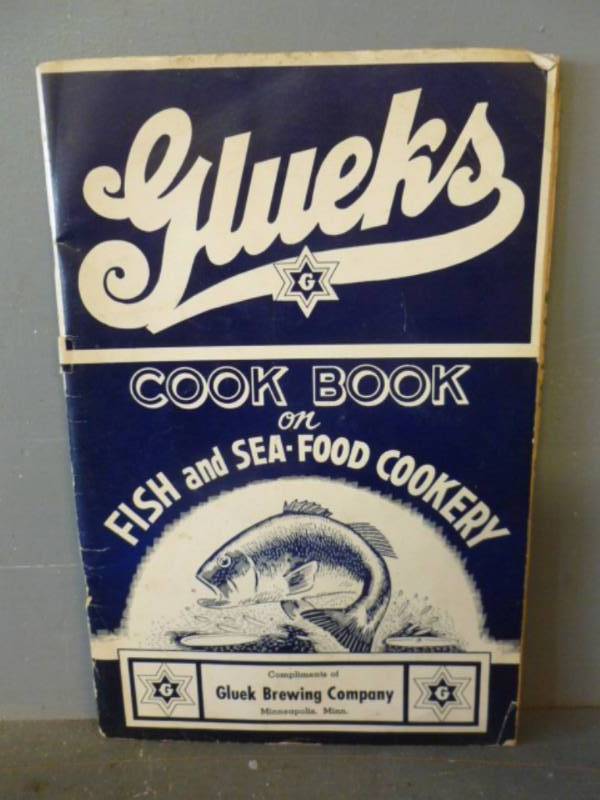 Glueks
G
COOK BOOK
on
FISH and SEA-FOOD COOKERY
Compliments of
G Gluek Brewing Company G
Minneapolis, Minn.